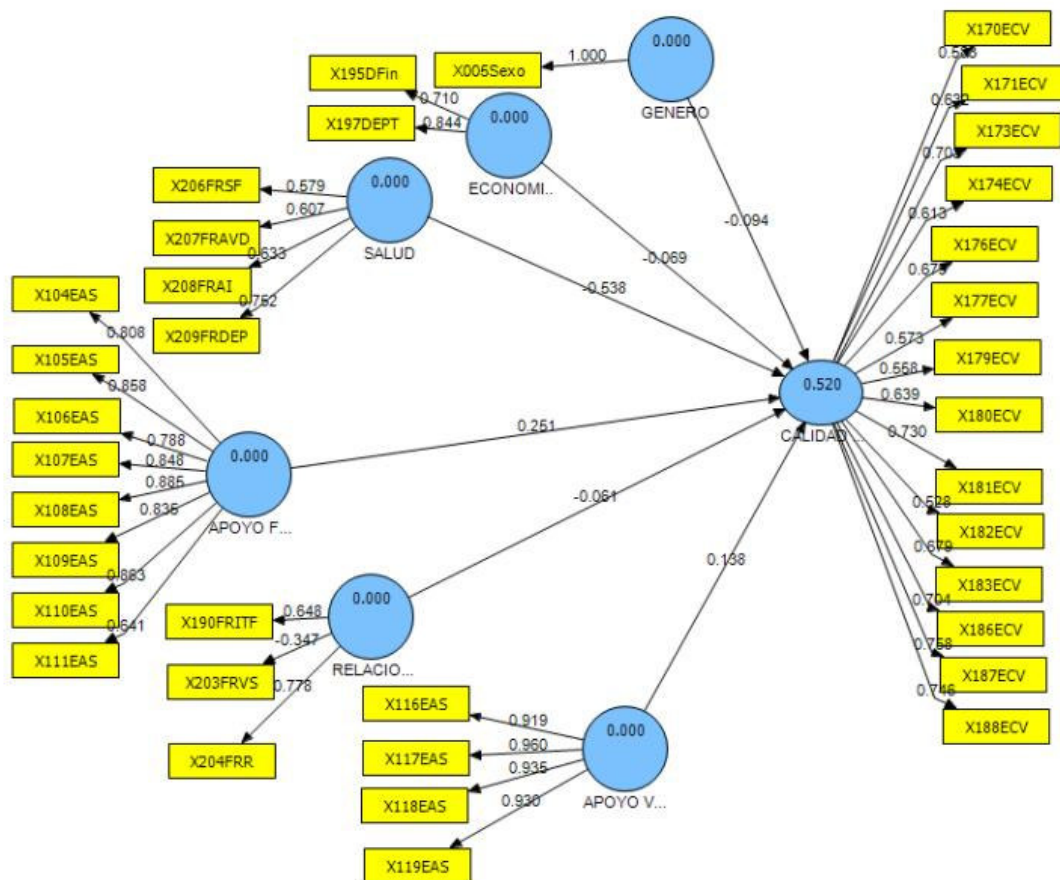 X170ECV
0.000
0.583
X195DFin
X005Sexo
1.000
X171ECV
0.710
0.632
0.000
GENERO
X197DEPT
0.844
X173ECV
0.703
0.000
ECONOMI..
X206FRSF
0.579
X174ECV
0.613
0.607
-0.094
X207FRAVD
X176ECV
0.633
SALUD
-0.069
X208FRAI
-0.538
X104EAS
0.752
X177ECV
X209FRDEP
0.573
0.808
X105EAS
0.558
X179ECV
0.858
0.520
0.639
X106EAS
X180ECV
0.788
0.251
CALIDAD ...
0.730
X107EAS
0.848
0.000
0.885
X181ECV
X108EAS
0.835
-0.061
0.528
APOYO F...
X182ECV
X109EAS
0.679
0.138
0.883
X183ECV
X110EAS
0.000
0.704
X190FRITF
0.648
0.641
X186ECV
X111EAS
-0.347
0.758
RELACIO...
X187ECV
X203FRVS
0.778
0.746
X116EAS
0.919
X188ECV
0.000
X204FRR
X117EAS
0.960
0.935
X118EAS
0.930
APOYO V...
X119EAS